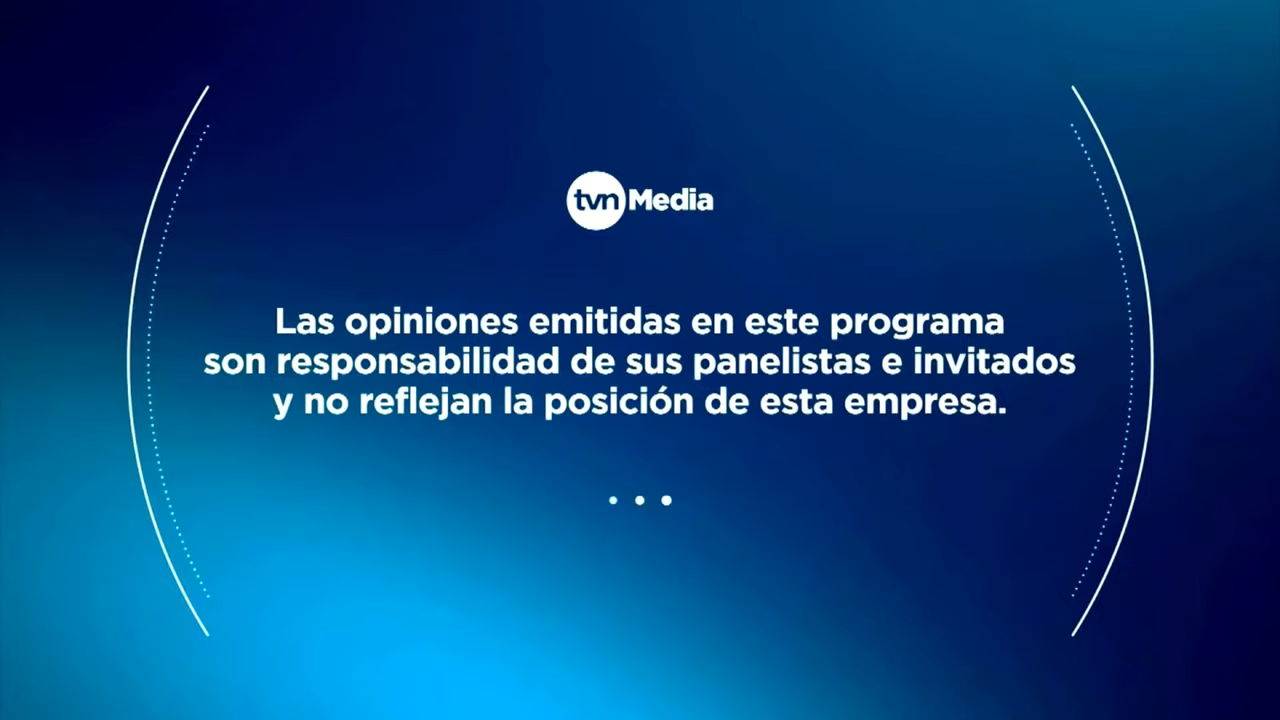 tvn Media
Las opiniones emitidas en este programa
son responsabilidad de sus panelistas e invitados
y no reflejan la posición de esta empresa.